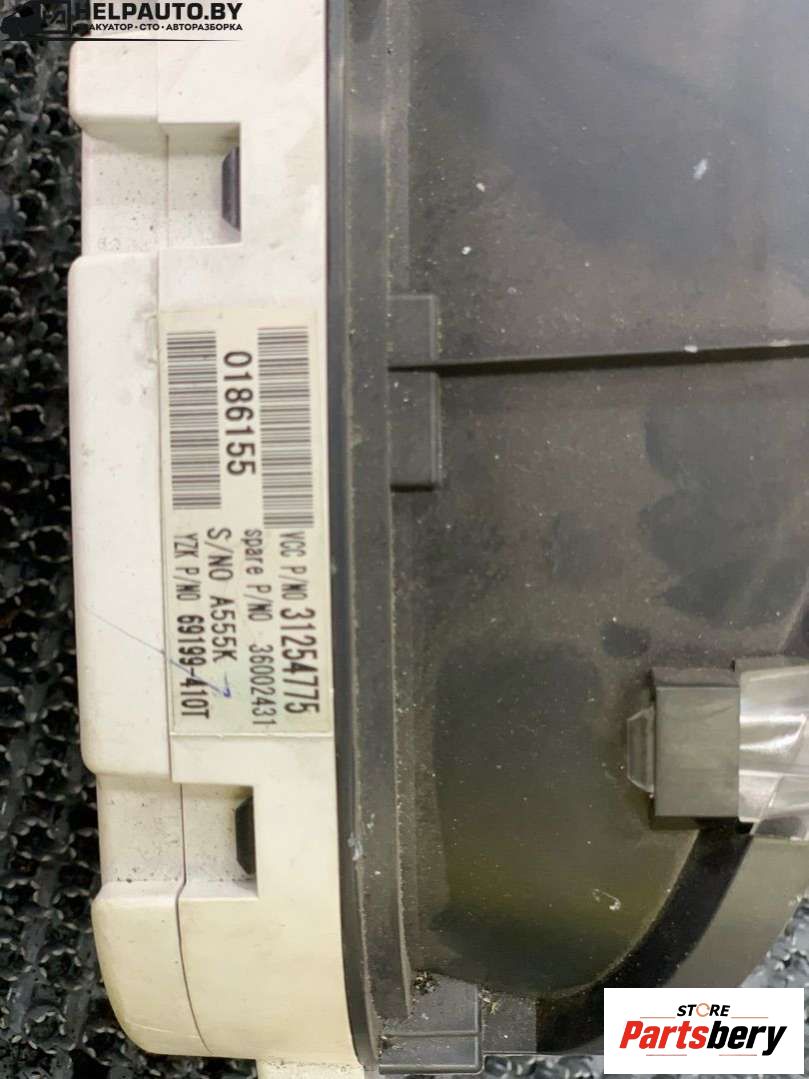 HELPAUTO.BY
ЭВАКУАТОР · СТО · АВТОРАЗБОРКА
VCC P/NO 31254775
spare P/NO 36002431
0186155
S/NO A555K
YZK P/NO 69199-410T
STORE
Partsbery